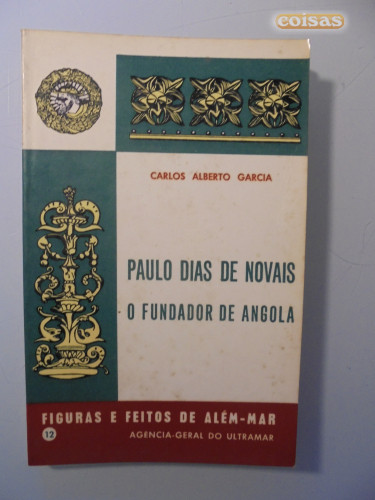 coisas
CARLOS ALBERTO GARCIA
PAULO DIAS DE NOVAIS
O FUNDADOR DE ANGOLA
FIGURAS E FEITOS DE ALÉM-MAR
12
AGENCIA-GERAL DO ULTRAMAR